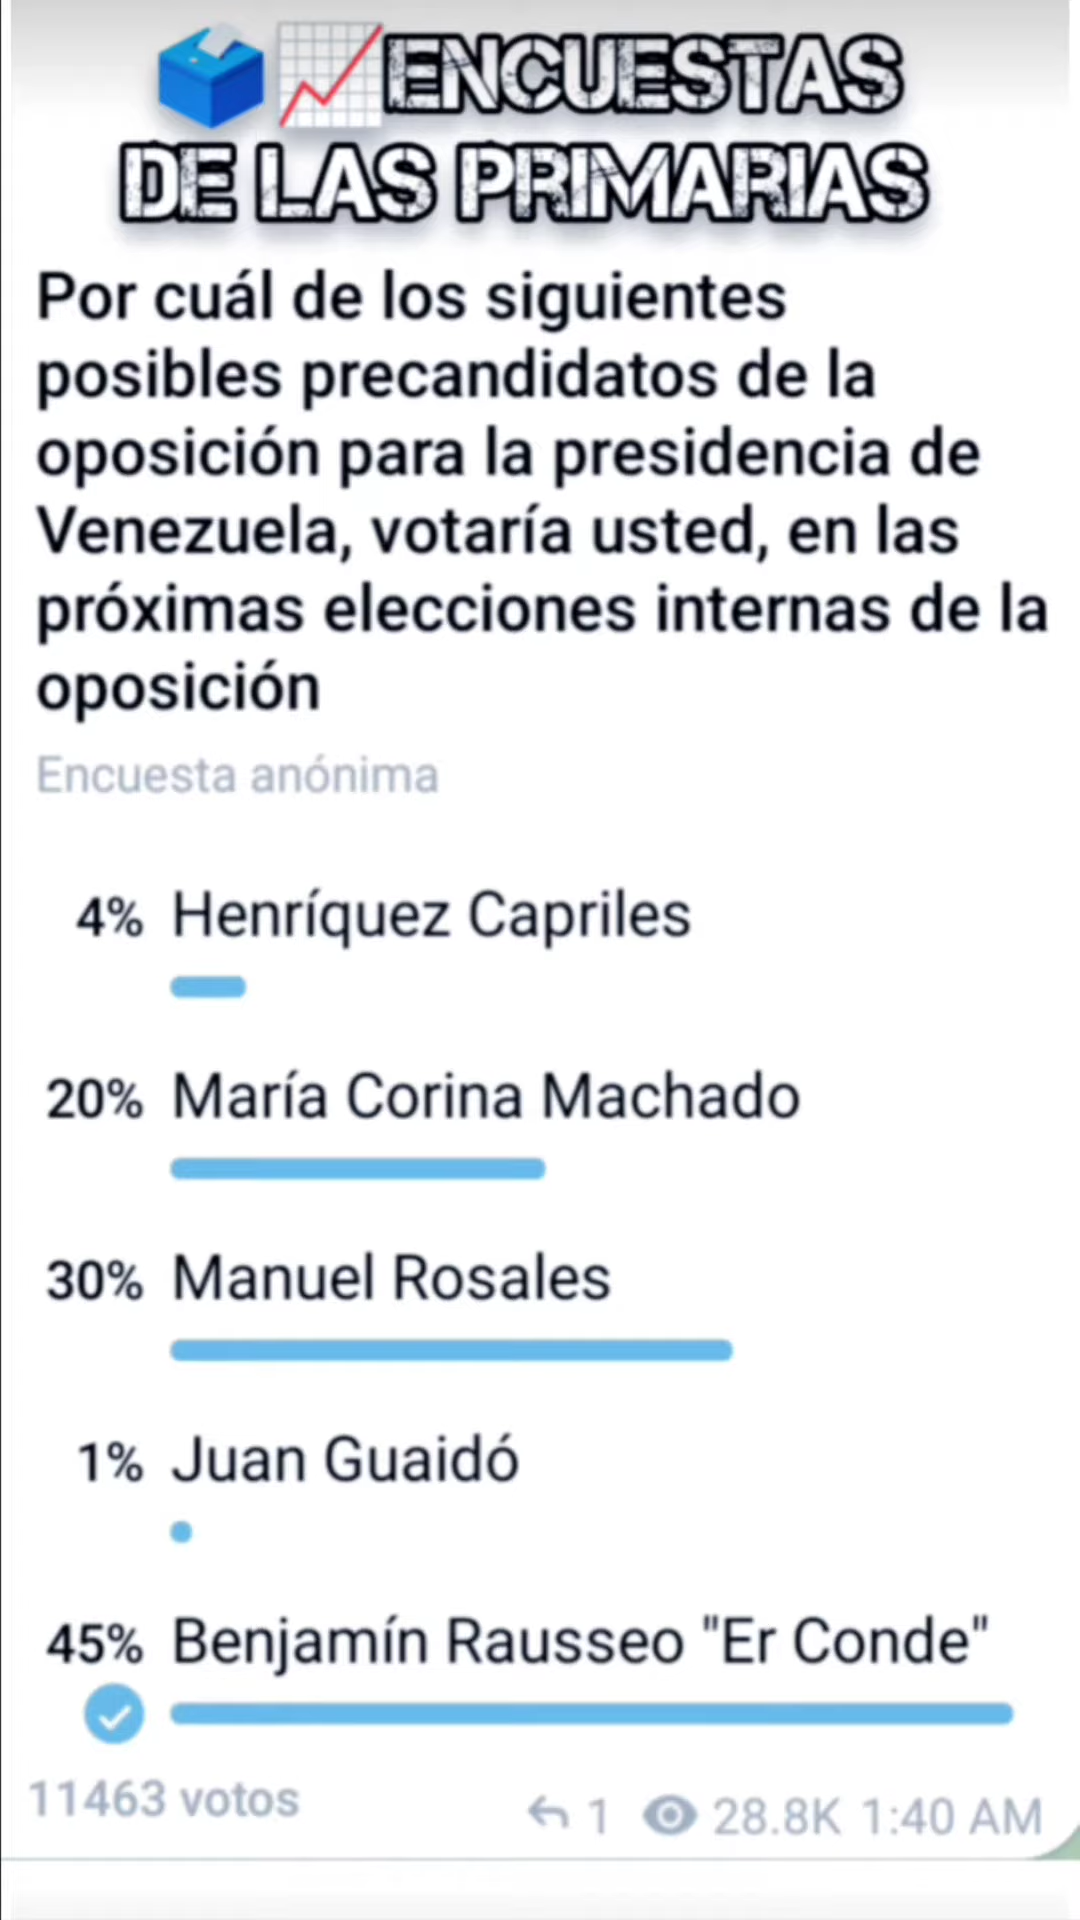 ENCUESTAS
DE LAS PRIMARIAS
Por cuál de los siguientes
posibles precandidatos de la
oposición para la presidencia de
Venezuela, votaría usted, en las
próximas elecciones internas de la
oposición
Encuesta anónima
4% Henríquez Capriles
20% María Corina Machado
30% Manuel Rosales
1% Juan Guaidó
45% Benjamín Rausseo "Er Conde"
11463 votos
1 28.8K 1:40 AM